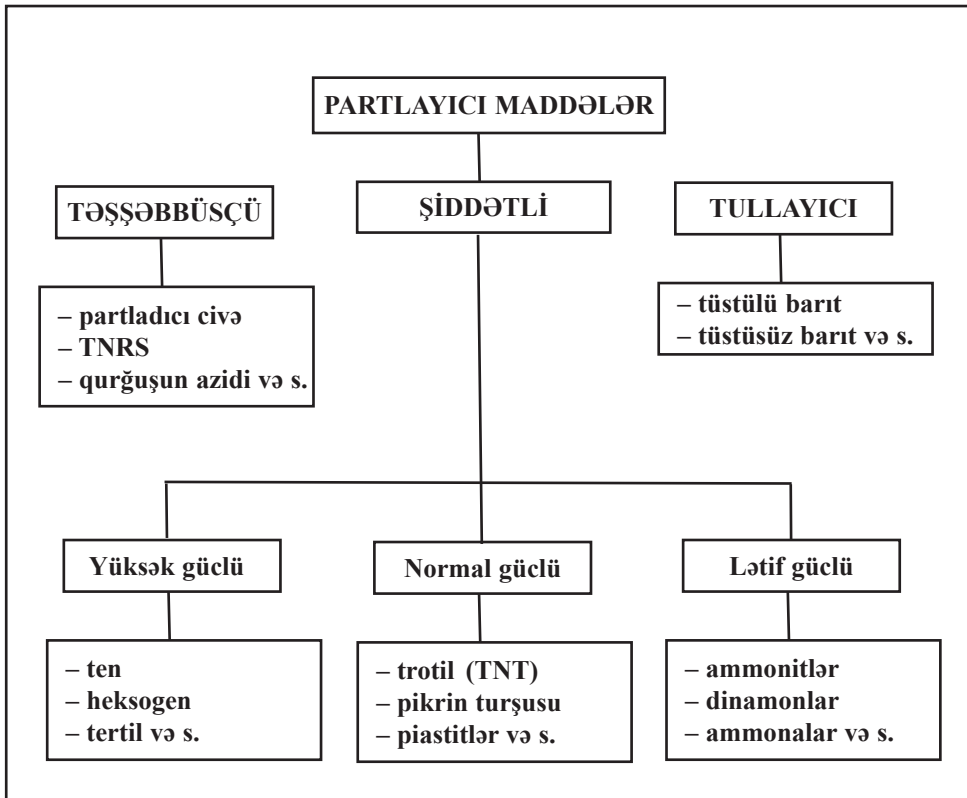 PARTLAYICI MADDƏLƏR
TƏŞŞƏBBÜSÇÜ
ŞİDDƏTLİ
TULLAYICI
– partladıcı civə
– TNRS
– qurğuşun azidi və s.
– tüstülü barıt
– tüstüsüz barıt və s.
Yüksək güclü
Normal güclü
Lətif güclü
– ten
– heksogen
– tertil və s.
– trotil (TNT)
– pikrin turşusu
– piastitlər və s.
– ammonitlər
– dinamonlar
– ammonalar və s.